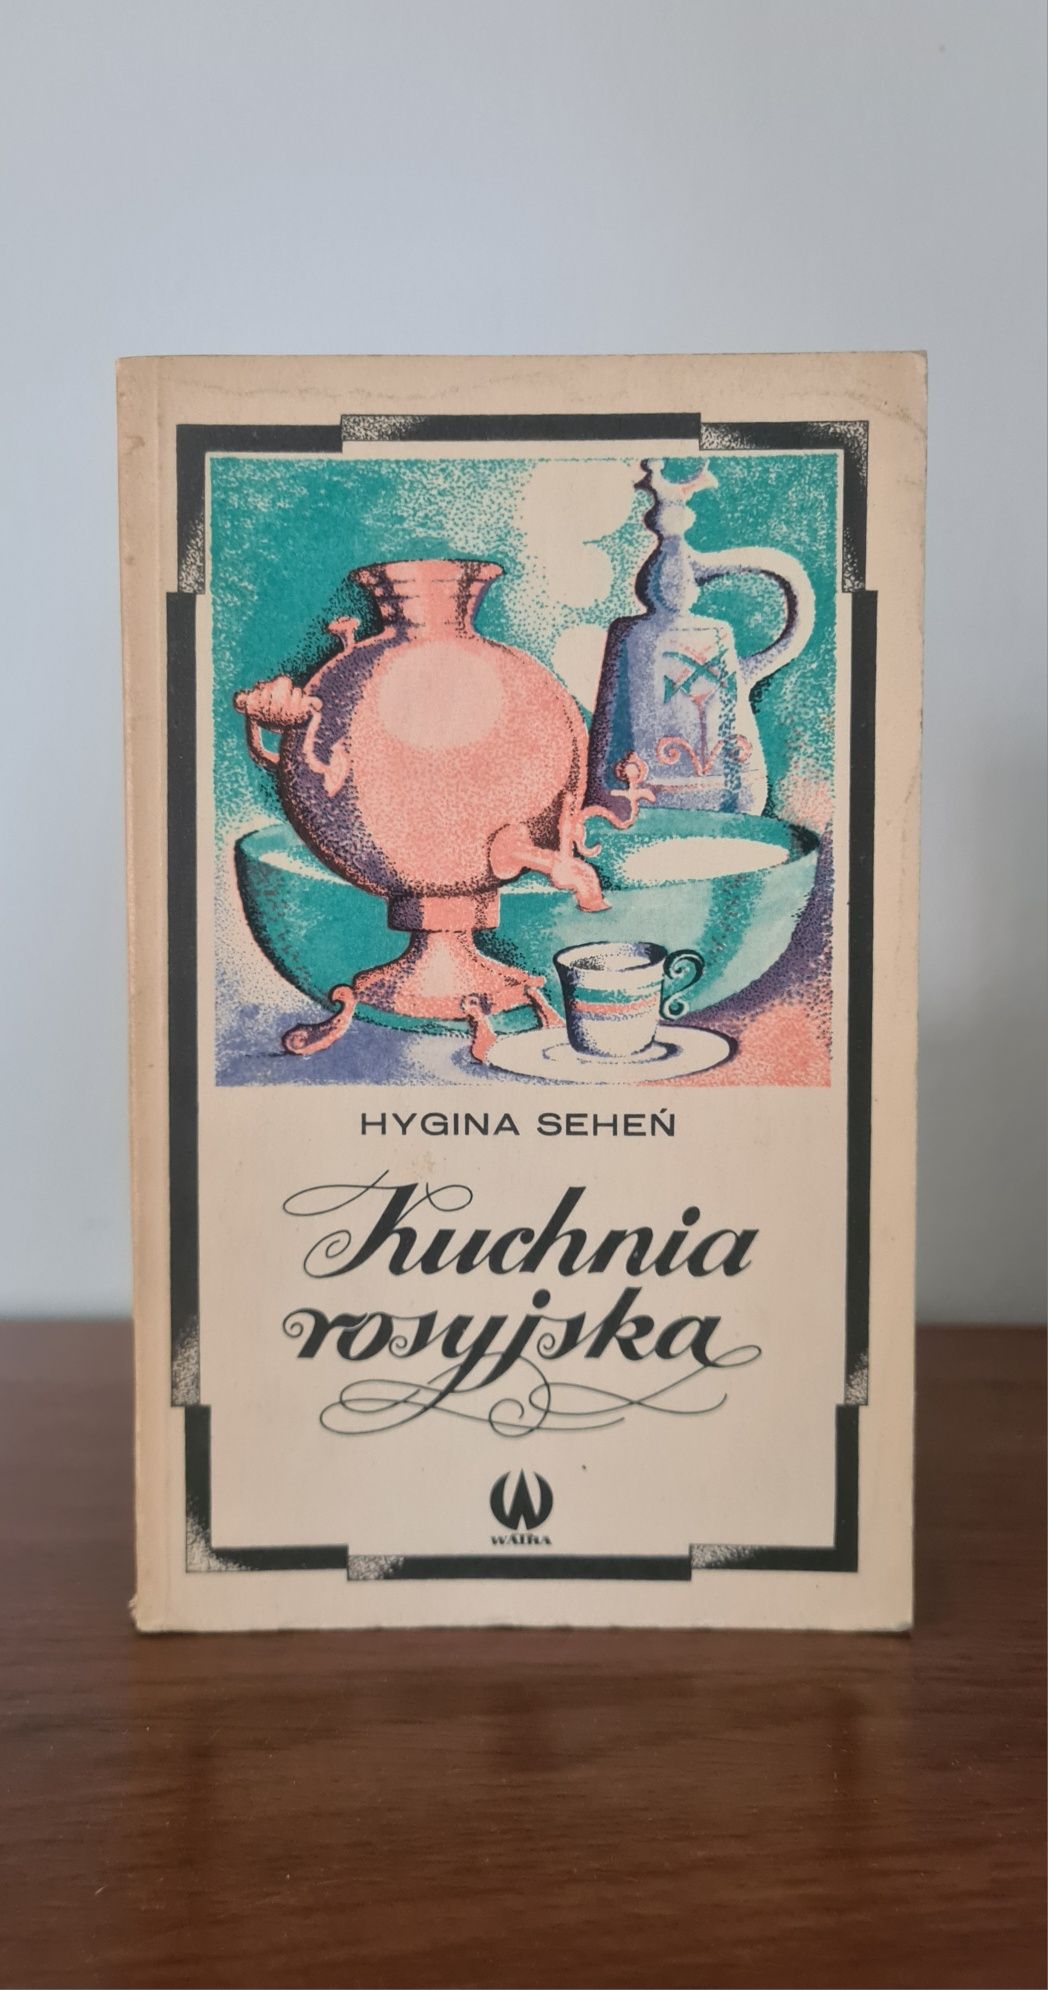 HYGINA SEHEŃ
Kuchnia
rosyjska
WATRA